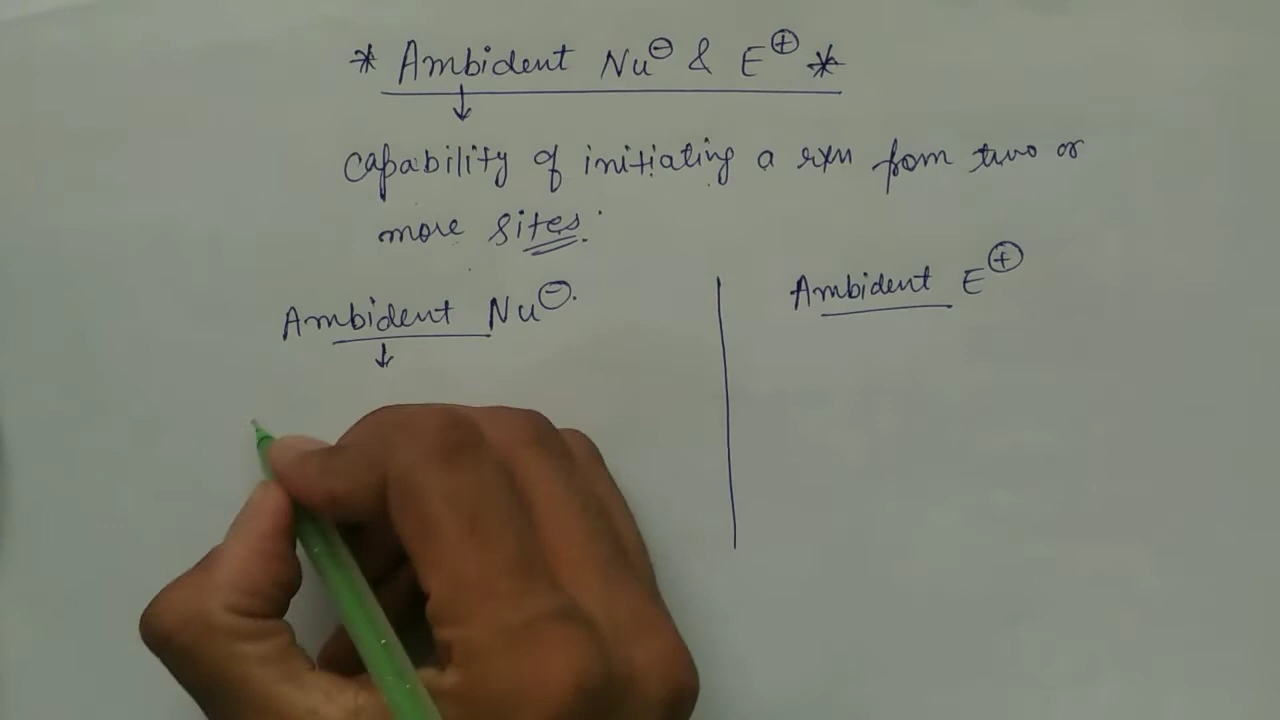 * Ambident Nu⊖ & E⊕ *
↓
capability of initiating a rxn from two or
more sites.
Ambident Nu⊖.
↓
Ambident E⊕